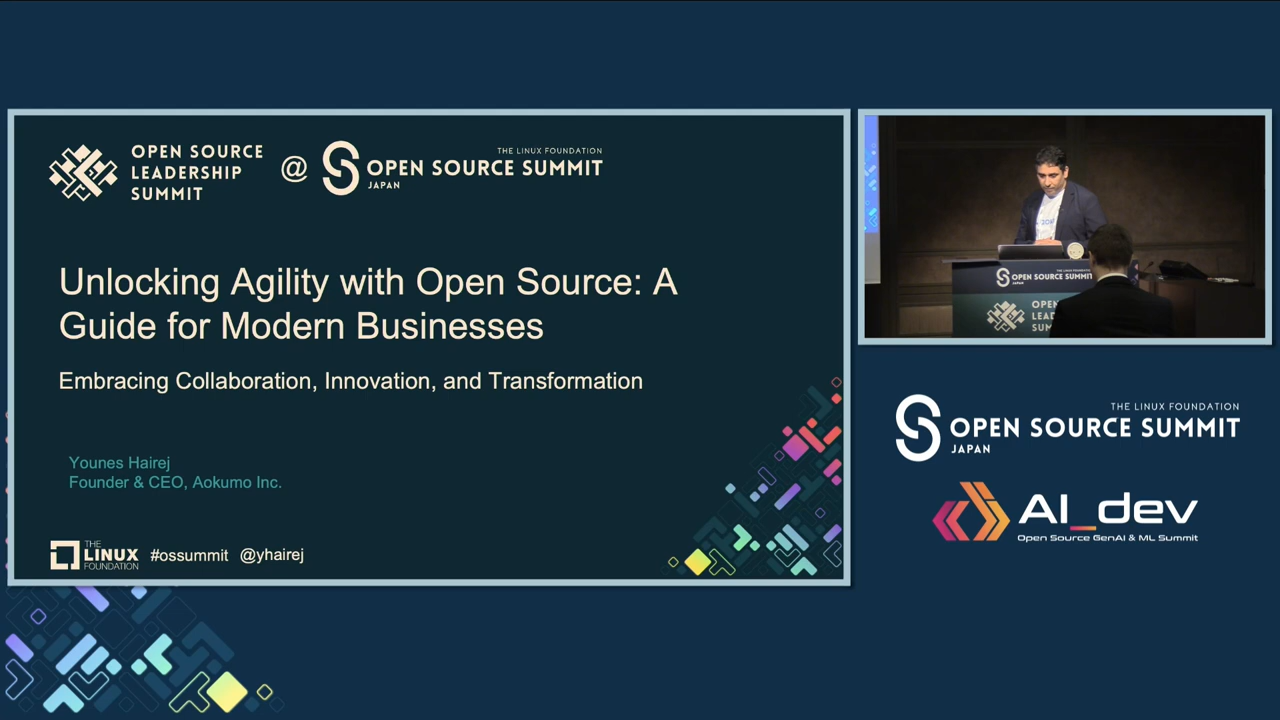 OPEN SOURCE
LEADERSHIP
SUMMIT
@
THE LINUX FOUNDATION
OPEN SOURCE SUMMIT
JAPAN
Unlocking Agility with Open Source: A
Guide for Modern Businesses
Embracing Collaboration, Innovation, and Transformation
Younes Hairej
Founder & CEO, Aokumo Inc.
THE
LINUX
FOUNDATION
#ossummit @yhairej
OPEN SOURCE SUMMIT
JAPAN
THE LINUX FOUNDATION
OPEN SOURCE SUMMIT
JAPAN
AI_dev
Open Source GenAI & ML Summit